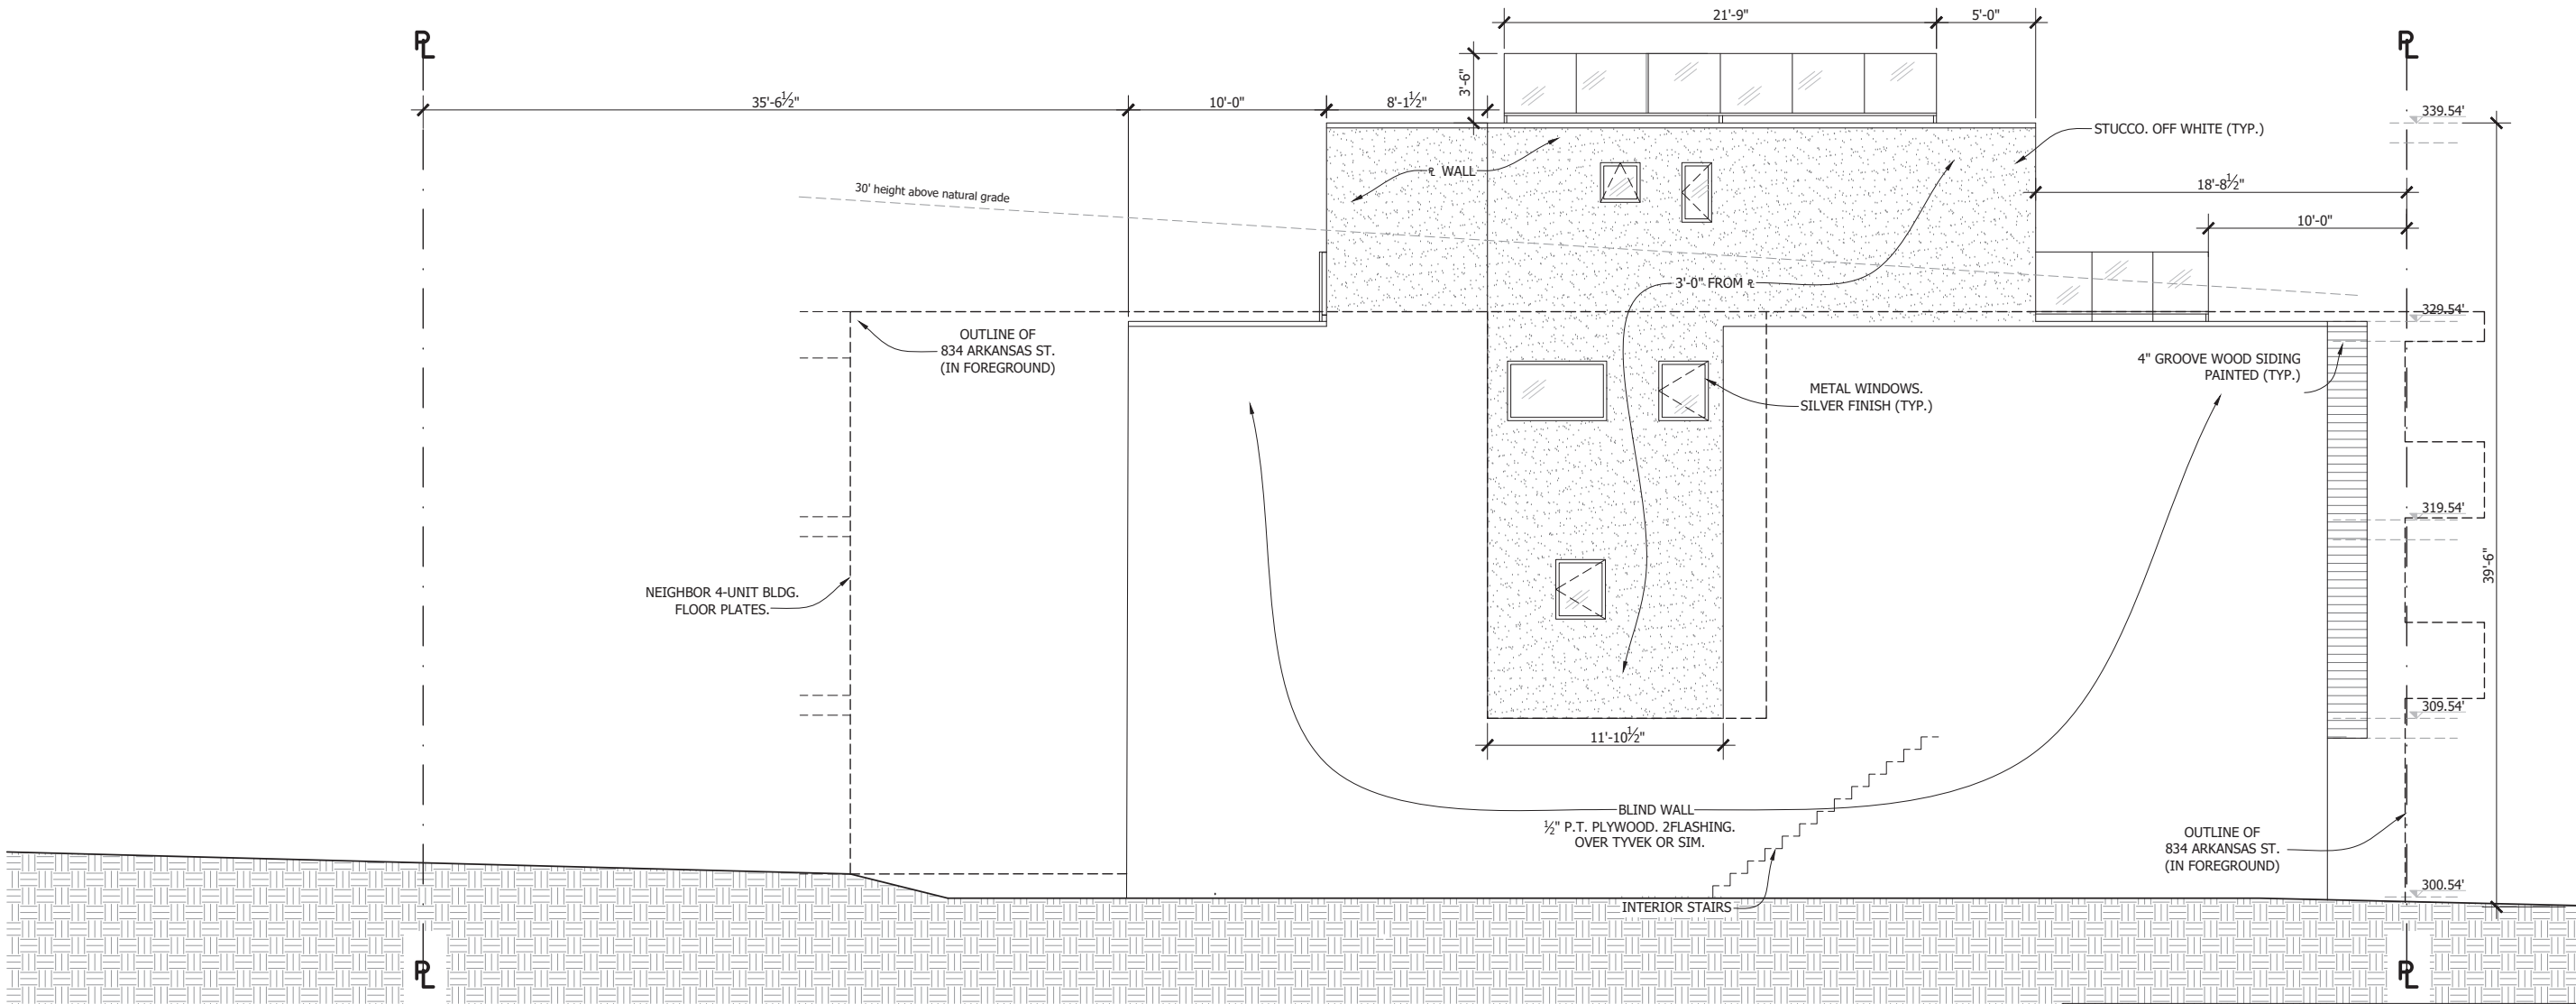 21'-9"
5'-0"
PL
PL
3'-6"
35'-6½"
10'-0"
8'-1½"
339.54'
STUCCO. OFF WHITE (TYP.)
PL WALL
18'-8½"
30' height above natural grade
10'-0"
3'-0" FROM PL
329.54'
OUTLINE OF
834 ARKANSAS ST.
(IN FOREGROUND)
4" GROOVE WOOD SIDING
PAINTED (TYP.)
METAL WINDOWS.
SILVER FINISH (TYP.)
319.54'
39'-6"
NEIGHBOR 4-UNIT BLDG.
FLOOR PLATES.
309.54'
11'-10½"
BLIND WALL
½" P.T. PLYWOOD. 2FLASHING.
OVER TYVEK OR SIM.
OUTLINE OF
834 ARKANSAS ST.
(IN FOREGROUND)
300.54'
INTERIOR STAIRS
PL
PL